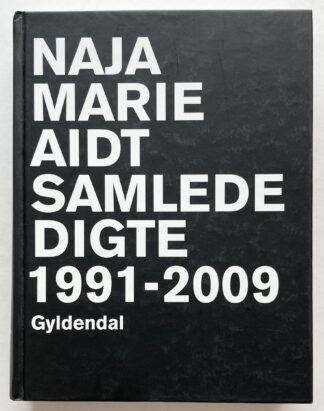 NAJA
MARIE
AIDT
SAMLEDE
DIGTE
1991-2009
Gyldendal